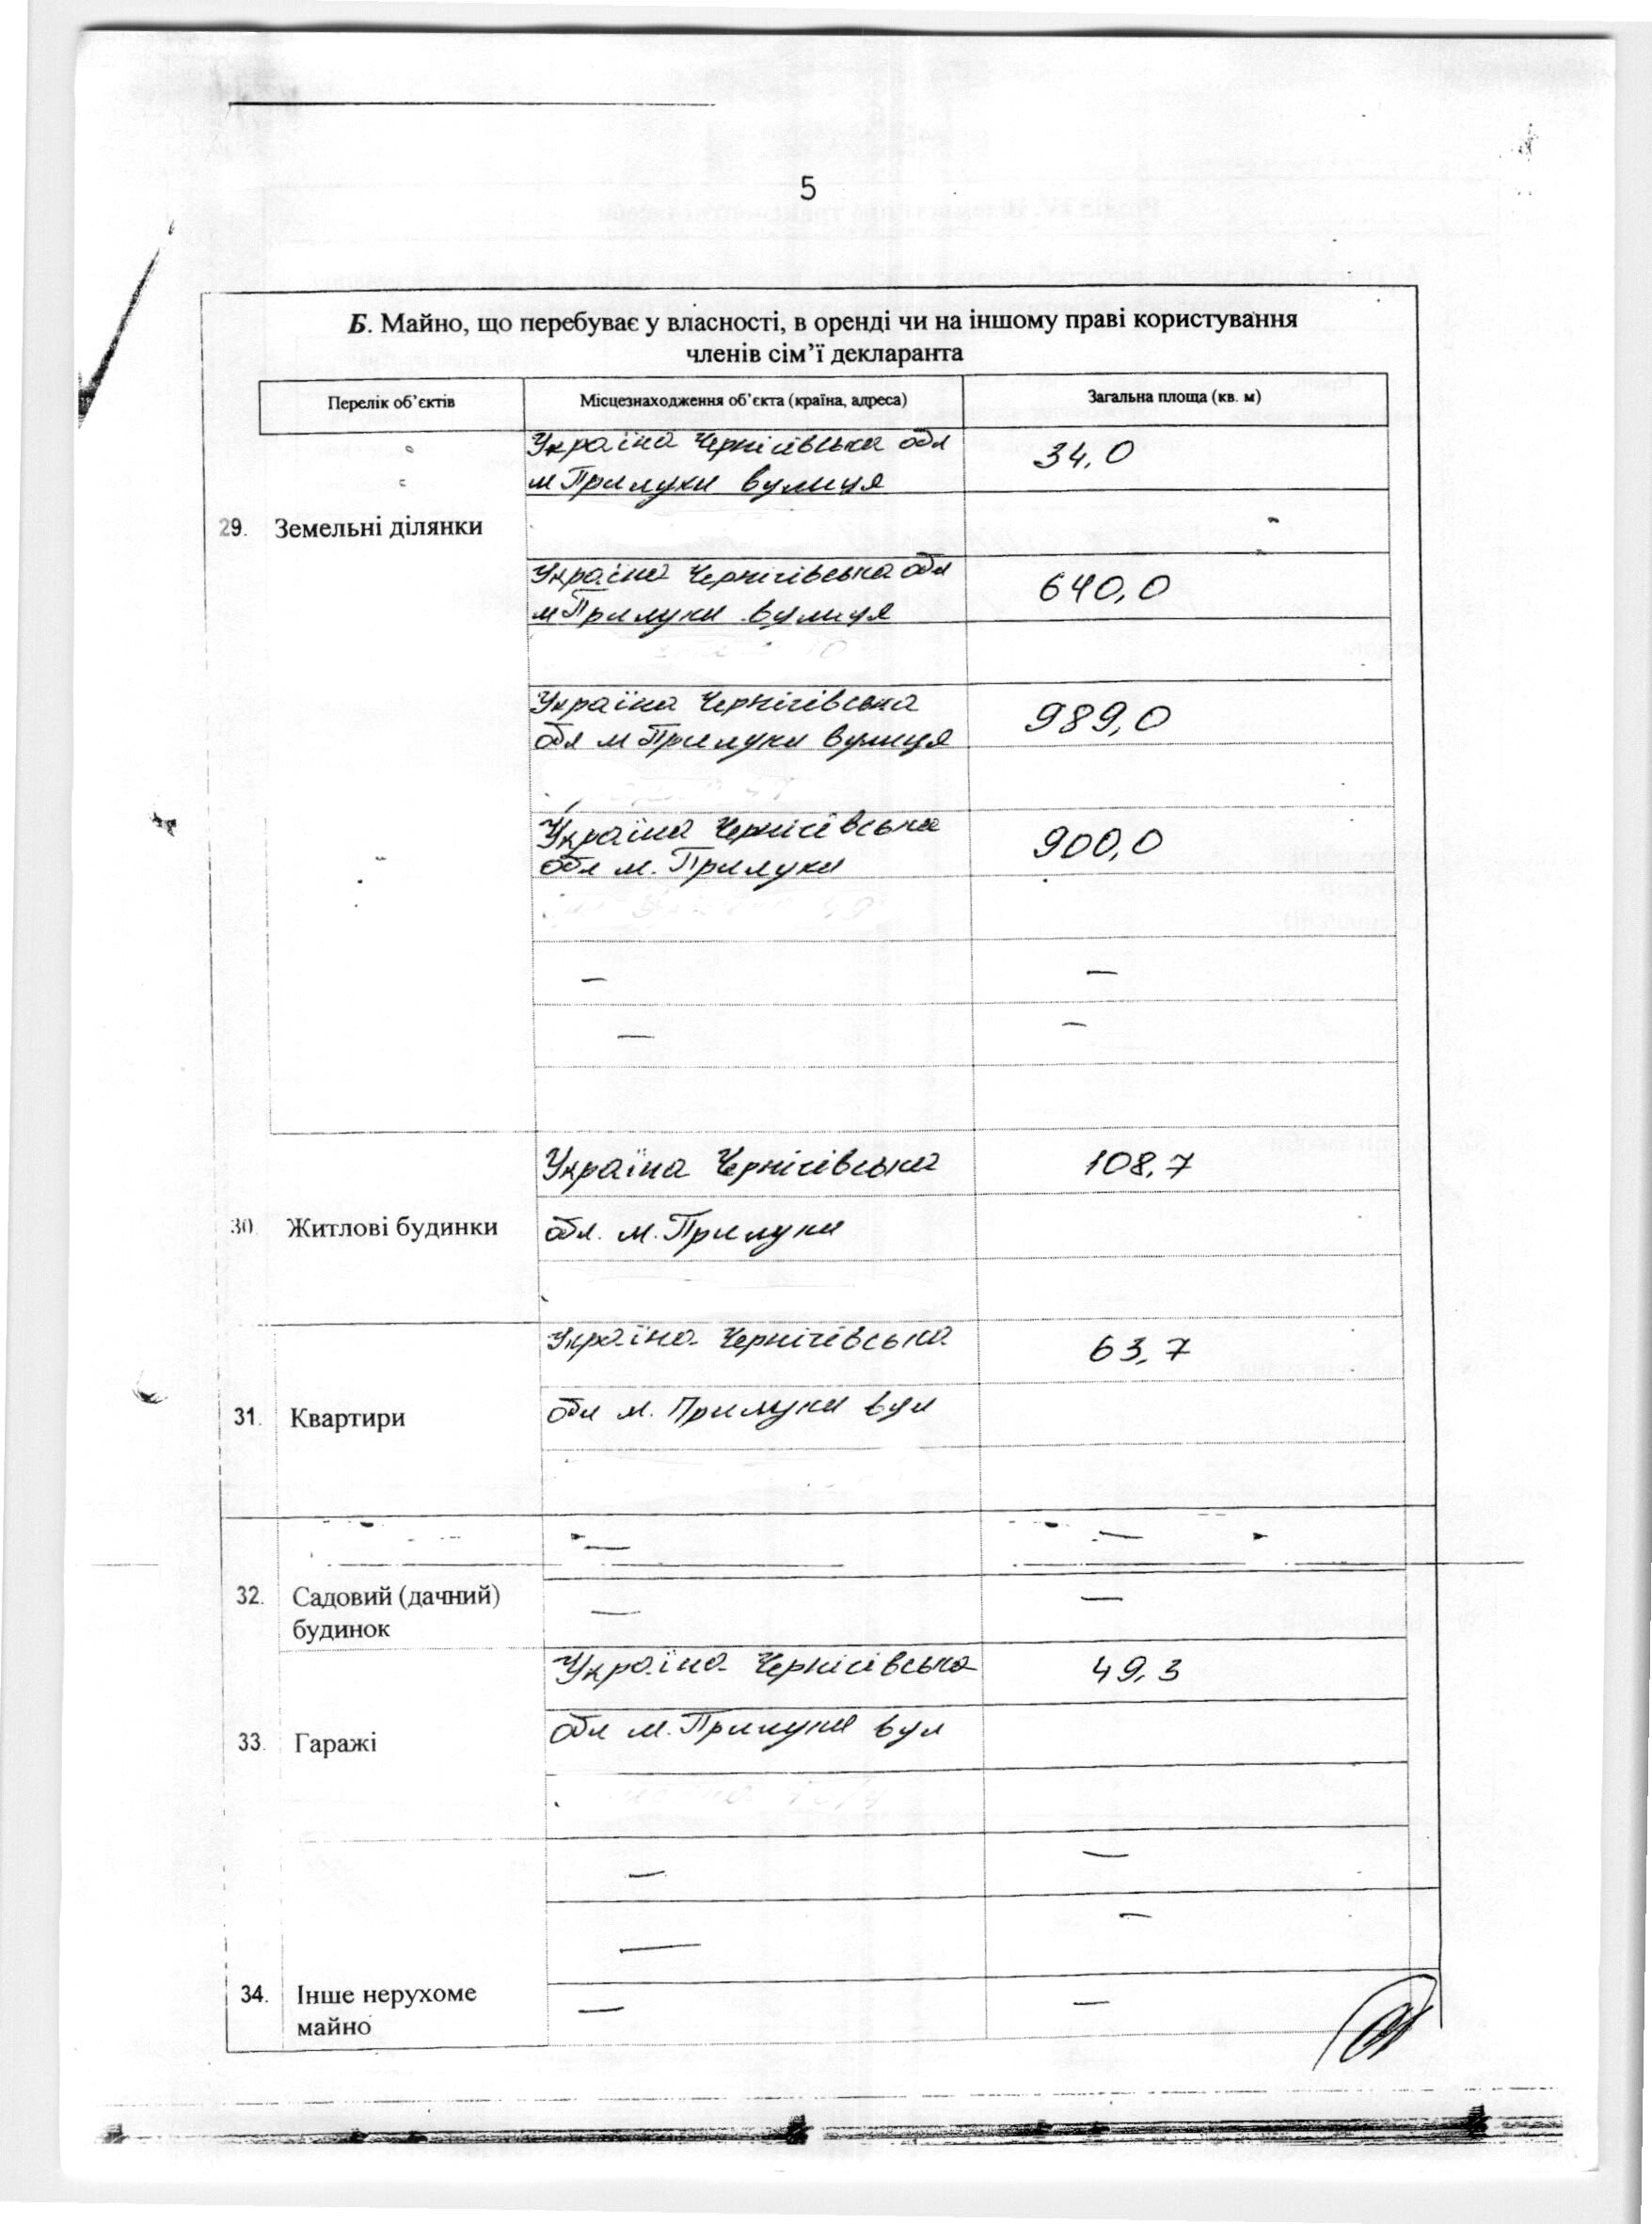 5
Б. Майно, що перебуває у власності, в оренді чи на іншому праві користування
членів сім’ї декларанта
Перелік об’єктів Місцезнаходження об’єкта (країна, адреса) Загальна площа (кв. м)
Україна Чернігівська обл 34,0
м Прилуки вулиця
29. Земельні ділянки
Україна Чернігівська обл 640,0
м Прилуки вулиця
Україна Чернігівська 989,0
обл м Прилуки вулиця
Україна Чернігівська 900,0
обл м. Прилуки
— —
— —
Україна Чернігівська 108,7
30. Житлові будинки обл. м. Прилуки
Україна Чернігівська 63,7
31. Квартири обл м. Прилуки вул
— —
32. Садовий (дачний) — —
будинок
Україна Чернігівська 49,3
33. Гаражі обл м. Прилуки вул
— —
— —
34. Інше нерухоме — —
майно